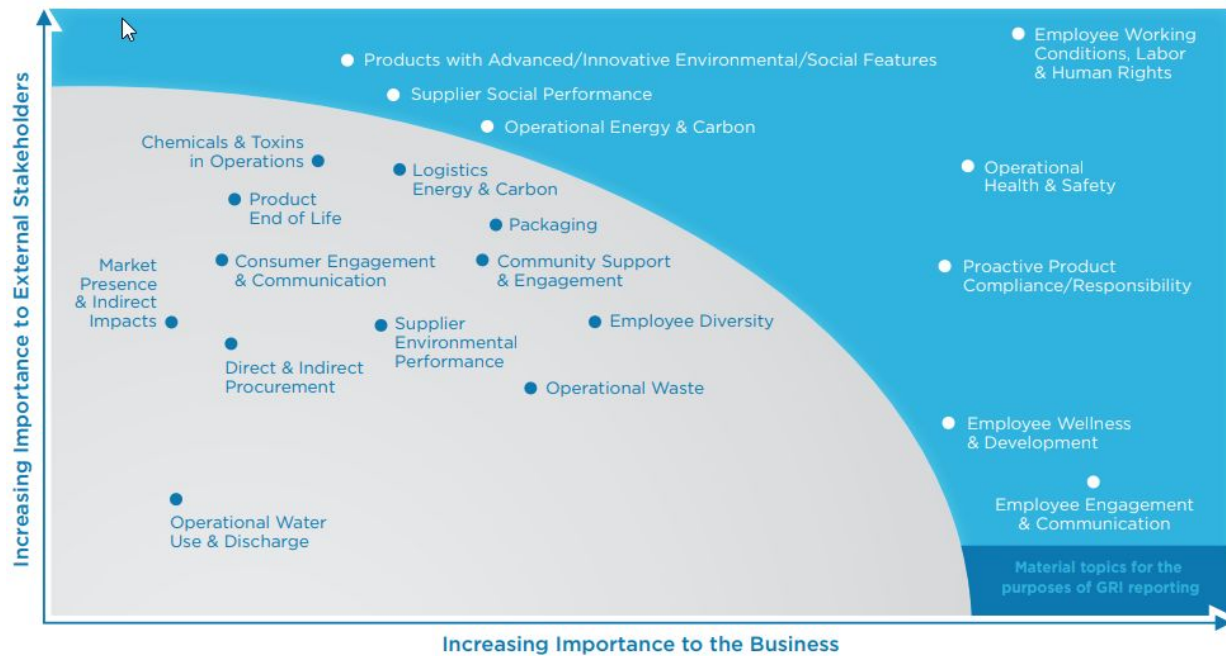 Increasing Importance to External Stakeholders
Products with Advanced/Innovative Environmental/Social Features
Supplier Social Performance
Operational Energy & Carbon
Employee Working
Conditions, Labor
& Human Rights
Chemicals & Toxins
in Operations
Logistics
Energy & Carbon
Operational
Health & Safety
Product
End of Life
Packaging
Market
Presence
& Indirect
Impacts
Consumer Engagement
& Communication
Community Support
& Engagement
Proactive Product
Compliance/Responsibility
Supplier
Environmental
Performance
Employee Diversity
Direct & Indirect
Procurement
Operational Waste
Employee Wellness
& Development
Operational Water
Use & Discharge
Employee Engagement
& Communication
Material topics for the
purposes of GRI reporting
Increasing Importance to the Business